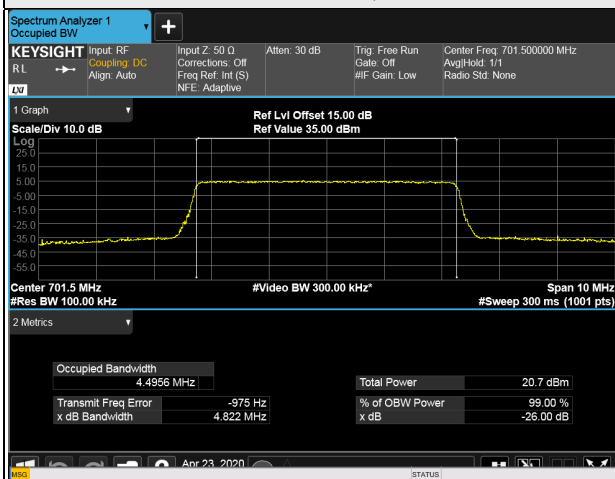 Spectrum Analyzer 1
Occupied BW
KEYSIGHT Input: RF Input Z: 50 Ω Atten: 30 dB Trig: Free Run Center Freq: 701.500000 MHz
RL Coupling: DC Corrections: Off Gate: Off Avg|Hold: 1/1
Align: Auto Freq Ref: Int (S) #IF Gain: Low Radio Std: None
LXI NFE: Adaptive
1 Graph Ref Lvl Offset 15.00 dB
Scale/Div 10.0 dB Ref Value 35.00 dBm
Log
25.0
15.0
5.00
-5.00
-15.0
-25.0
-35.0
-45.0
-55.0
Center 701.5 MHz #Video BW 300.00 kHz* Span 10 MHz
#Res BW 100.00 kHz #Sweep 300 ms (1001 pts)
2 Metrics
Occupied Bandwidth
4.4956 MHz Total Power 20.7 dBm
Transmit Freq Error -975 Hz % of OBW Power 99.00 %
x dB Bandwidth 4.822 MHz x dB -26.00 dB
Apr 23, 2020
MSG STATUS